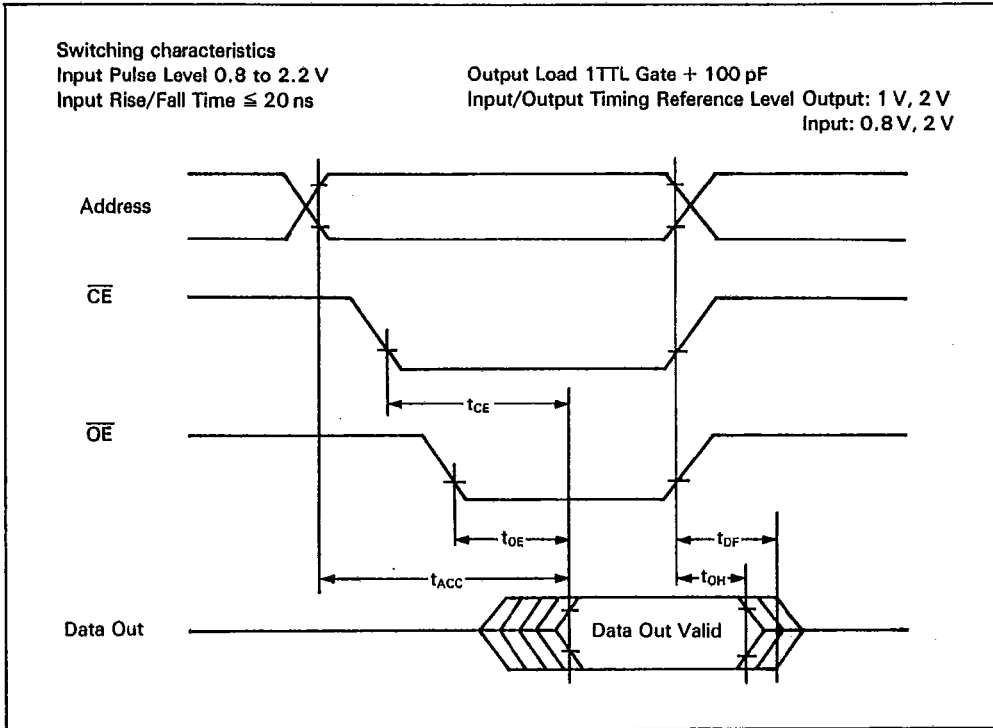 Switching characteristics
Input Pulse Level 0.8 to 2.2 V
Input Rise/Fall Time ≦ 20 ns
Output Load 1TTL Gate + 100 pF
Input/Output Timing Reference Level Output: 1 V, 2 V
Input: 0.8 V, 2 V
Address
C̅E̅
tCE
O̅E̅
tOE
tDF
tACC
tOH
Data Out
Data Out Valid